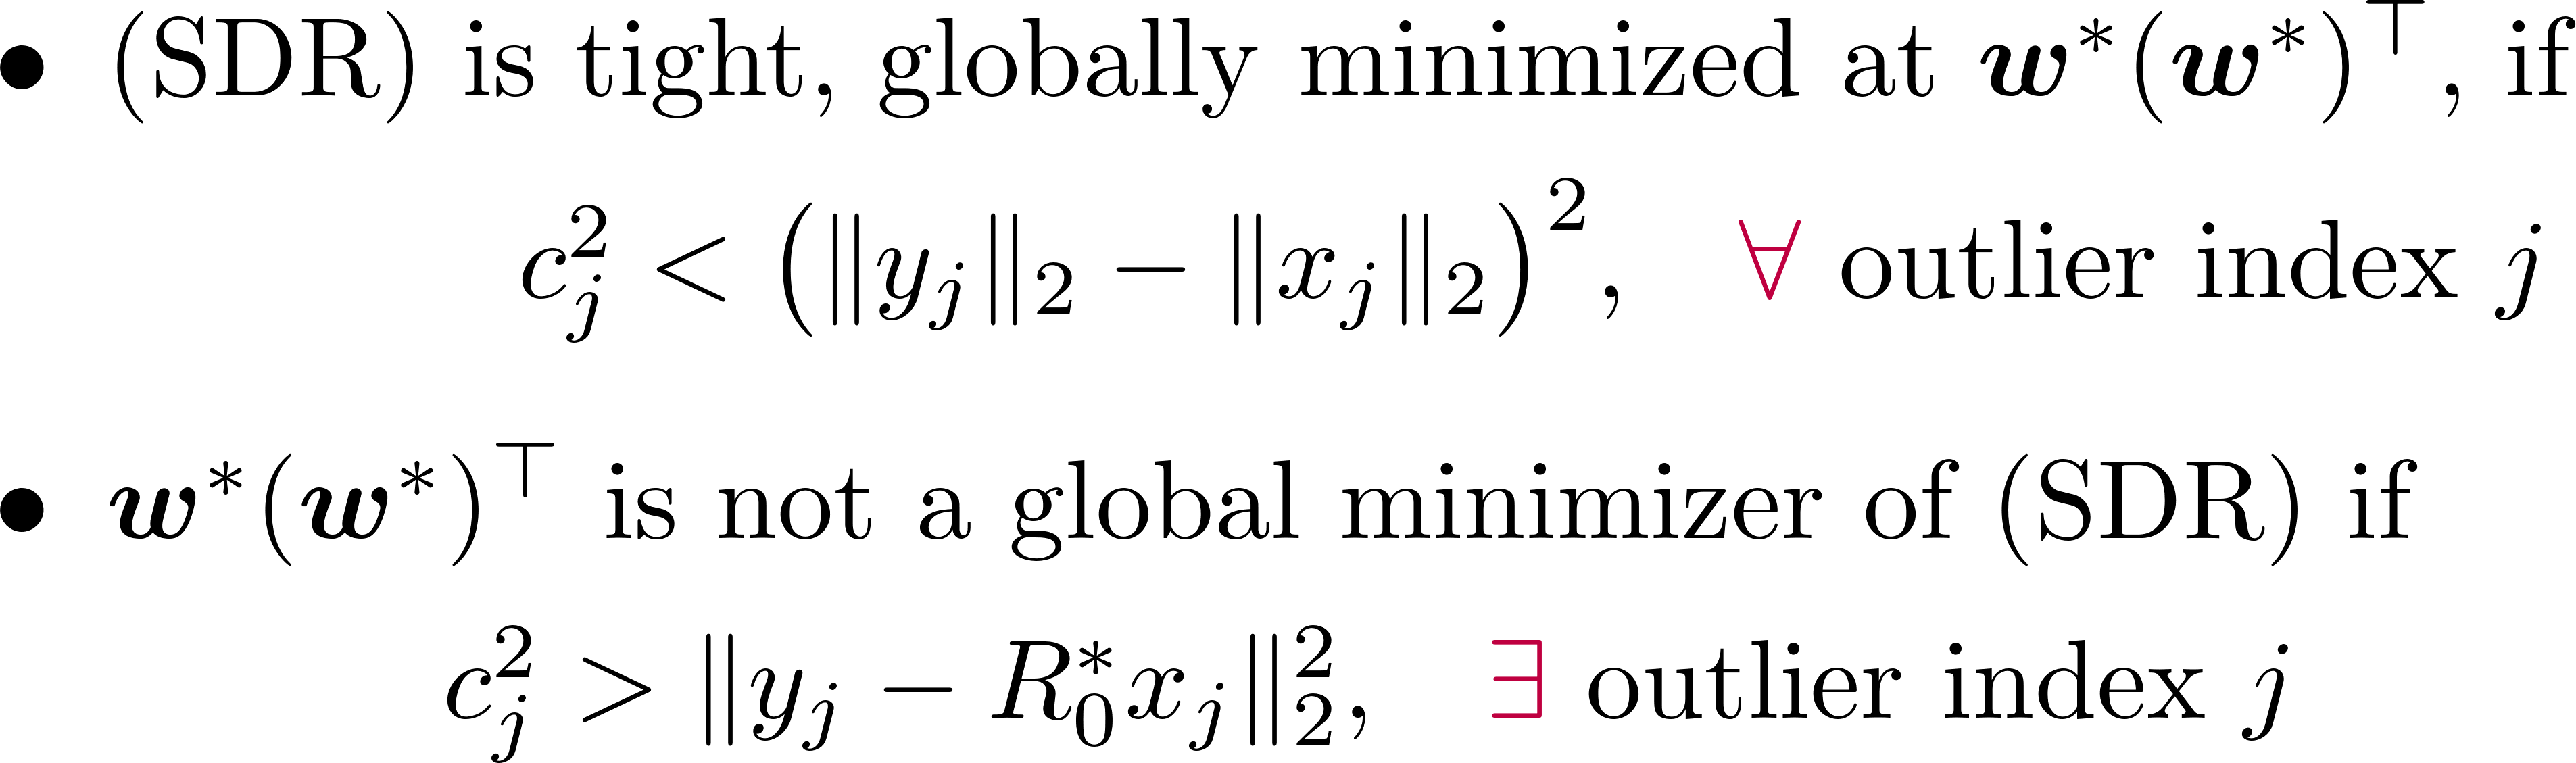 • (SDR) is tight, globally minimized at 𝒘*(𝒘*)^⊤, if
c_j^2 < (‖y_j‖_2 − ‖x_j‖_2)^2, ∀ outlier index j
• 𝒘*(𝒘*)^⊤ is not a global minimizer of (SDR) if
c_j^2 > ‖y_j − R_0^* x_j‖_2^2, ∃ outlier index j